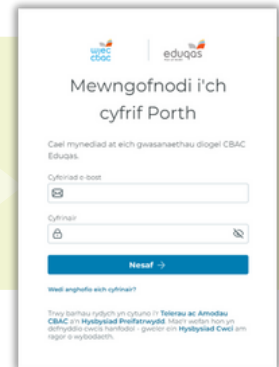 wjec
cbac
eduqas
Mewngofnodi i'ch
cyfrif Porth
Cael mynediad at eich gwasanaethau diogel CBAC
Eduqas.
Cyfeiriad e-bost
Cyfrinair
Nesaf →
Wedi anghofio eich cyfrinair?
Trwy barhau rydych yn cytuno i'r Telerau ac Amodau
CBAC a'n Hysbysiad Preifatrwydd. Mae'r wefan hon yn
defnyddio cwcis hanfodol - gweler ein Hysbysiad Cwci am
ragor o wybodaeth.